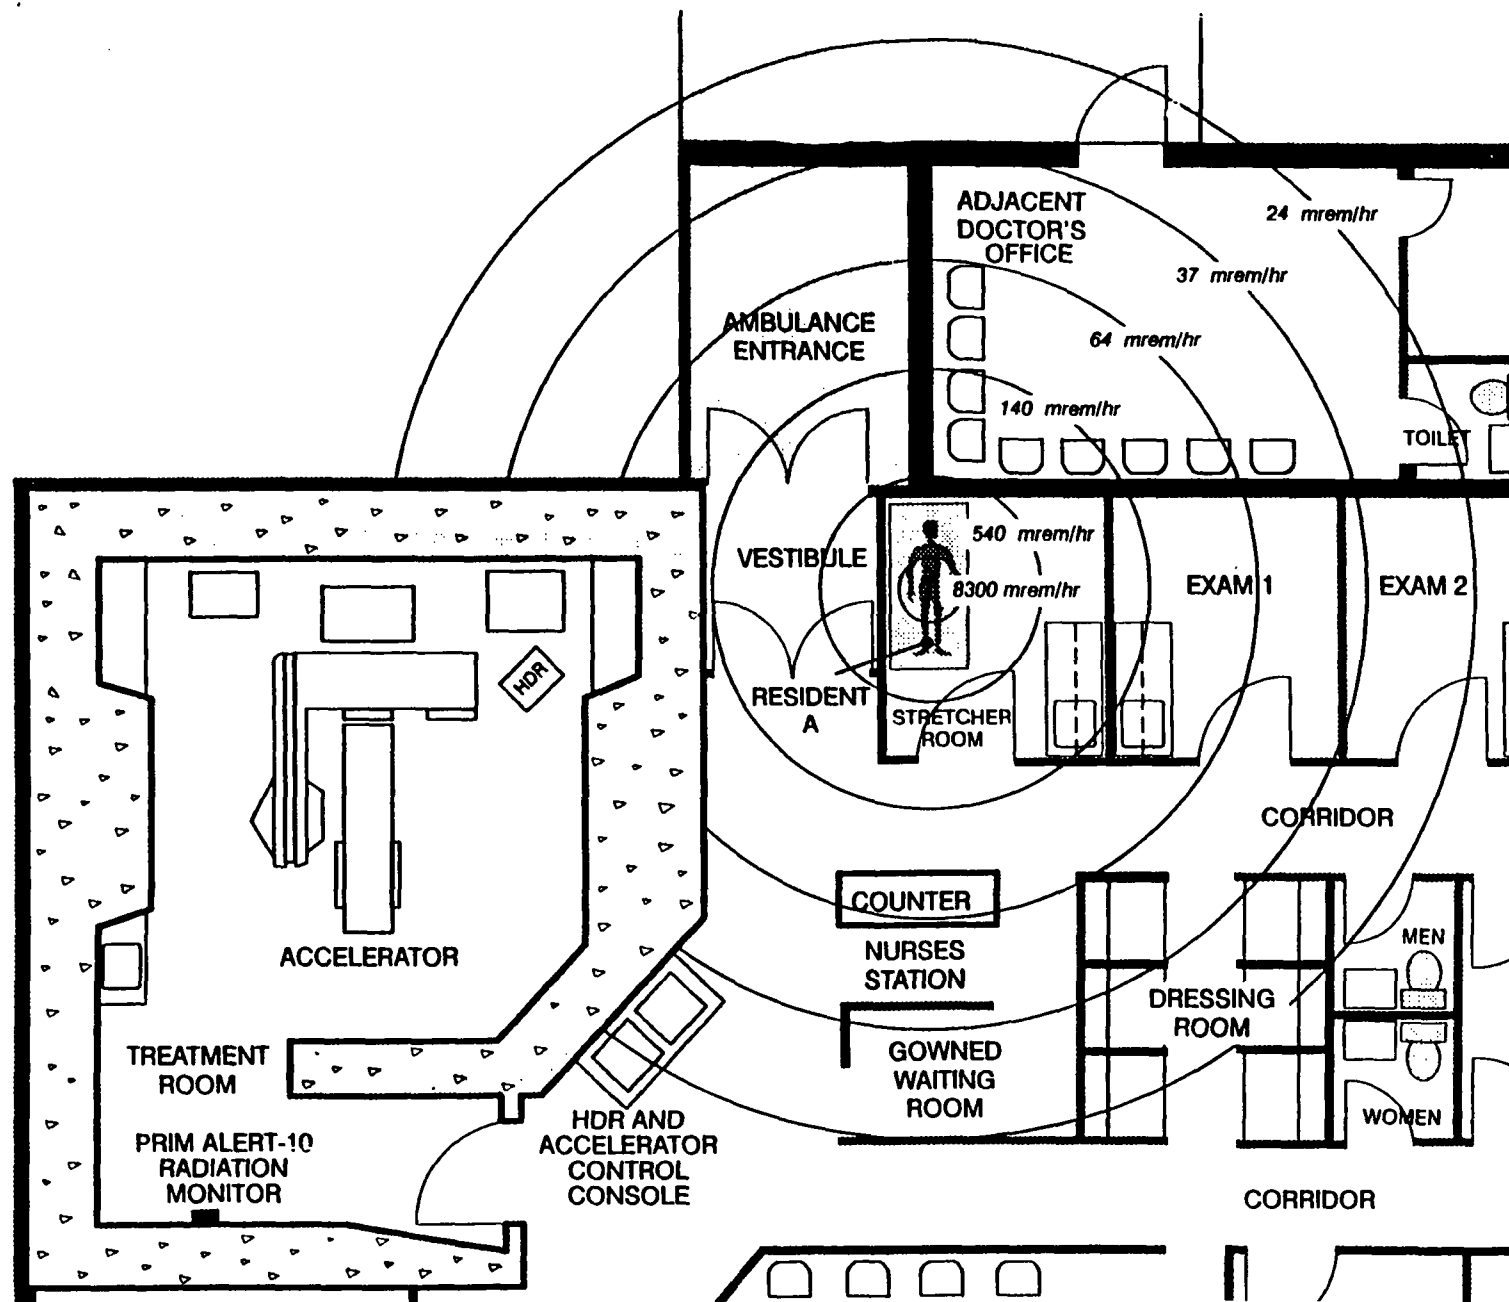 ADJACENT
DOCTOR'S
OFFICE
24 mrem/hr
37 mrem/hr
64 mrem/hr
140 mrem/hr
AMBULANCE
ENTRANCE
TOILET
VESTIBULE
540 mrem/hr
8300 mrem/hr
EXAM 1
EXAM 2
HDR
RESIDENT
A
STRETCHER
ROOM
CORRIDOR
COUNTER
NURSES
STATION
MEN
ACCELERATOR
DRESSING
ROOM
TREATMENT
ROOM
GOWNED
WAITING
ROOM
WOMEN
HDR AND
ACCELERATOR
CONTROL
CONSOLE
PRIM ALERT-10
RADIATION
MONITOR
CORRIDOR